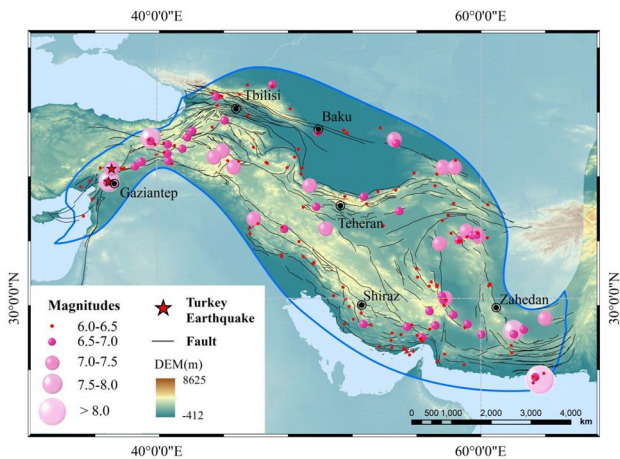 40°0'0"E
60°0'0"E
Tbilisi
Baku
Gaziantep
Teheran
30°0'0"N
30°0'0"N
Shiraz
Zahedan
Magnitudes
6.0-6.5
6.5-7.0
7.0-7.5
7.5-8.0
> 8.0
Turkey
Earthquake
Fault
DEM(m)
8625
-412
0 500 1,000 2,000 3,000 4,000
km
40°0'0"E
60°0'0"E